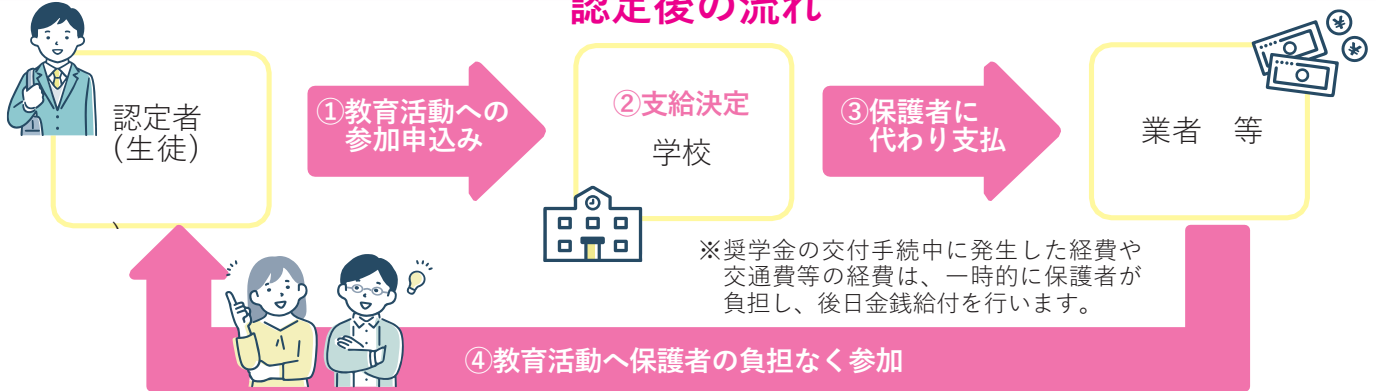 認定後の流れ
認定者
(生徒)
、
①教育活動への
参加申込み
②支給決定
学校
③保護者に
代わり支払
業者　等
※奨学金の交付手続中に発生した経費や
交通費等の経費は、一時的に保護者が
負担し、後日金銭給付を行います。
④教育活動へ保護者の負担なく参加